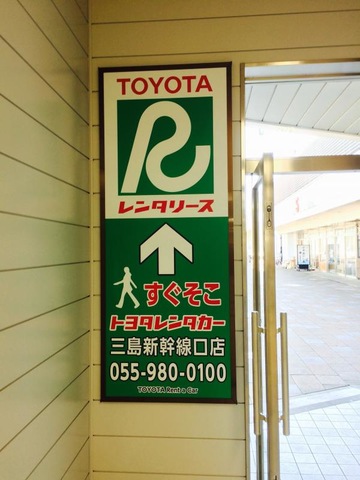 TOYOTA
R
レンタリース
すぐそこ
トヨタレンタカー
三島新幹線口店
055-980-0100
TOYOTA Rent a Car